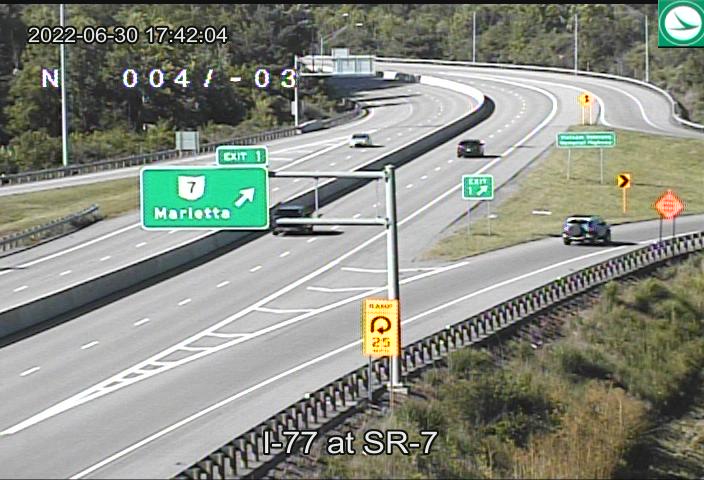 2022-06-30 17:42:04
N 004/-03
EXIT 1
7
Marietta
EXIT
1
RAMP
25
I-77 at SR-7